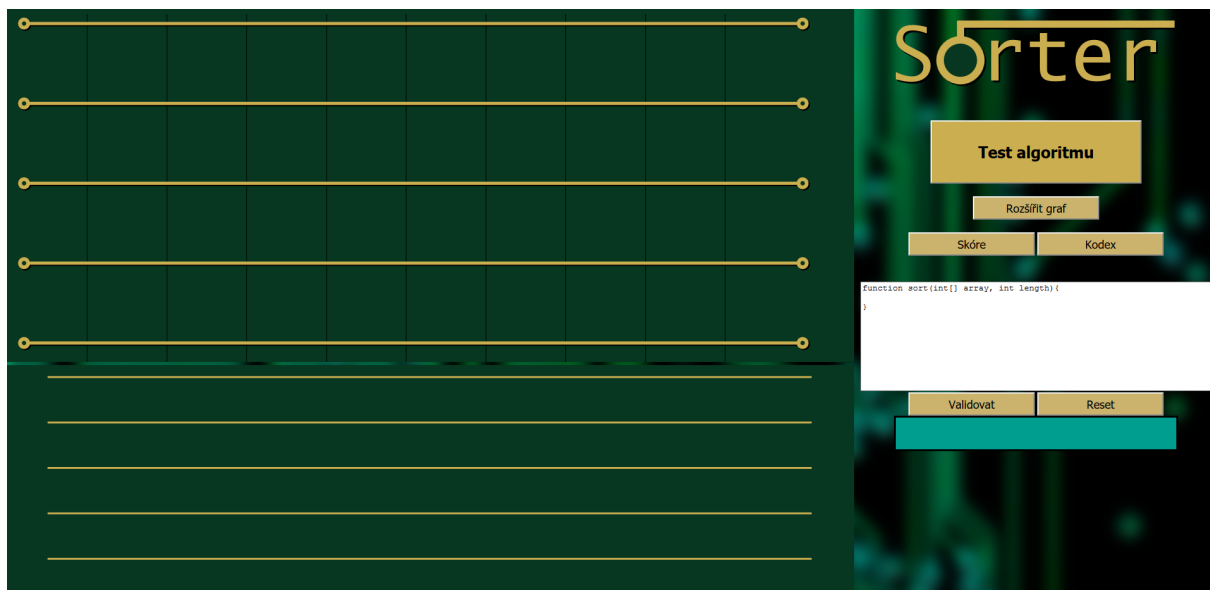 Sorter
Test algoritmu
Rozšířit graf
Skóre
Kodex
function sort(int[] array, int length){
}
Validovat
Reset